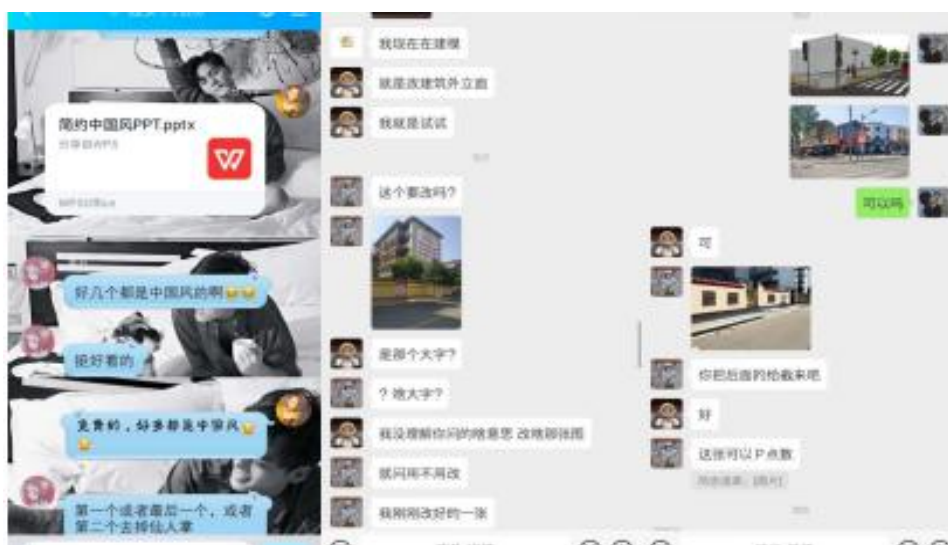 简约中国风PPT.pptx
好几个都是中国风的啊
挺好看的
免费的，好多都是中国风
第一个或者最后一个，或者
第二个去掉仙人掌
我现在在建模
就是改建筑外立面
我就是试试
这个要改吗？
是那个大字？
？啥大字？
我没理解你问的啥意思 改啥那张图
就问用不用改
我刚刚改好的一张
可以吗
可
你把后面的给截来吧
好
这张可以P点数